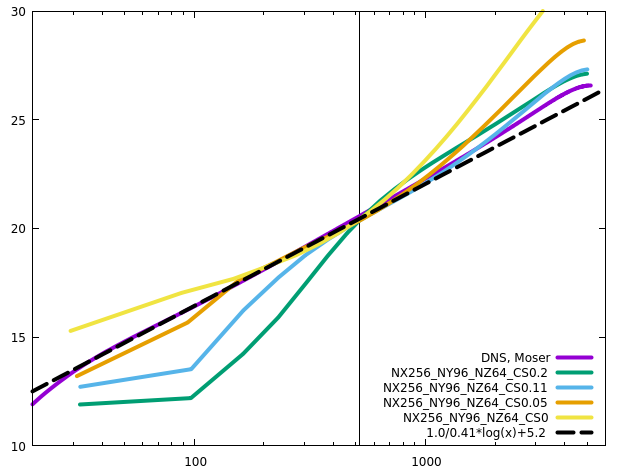 30
25
20
15
10
100
1000
DNS, Moser
NX256_NY96_NZ64_CS0.2
NX256_NY96_NZ64_CS0.11
NX256_NY96_NZ64_CS0.05
NX256_NY96_NZ64_CS0
1.0/0.41*log(x)+5.2